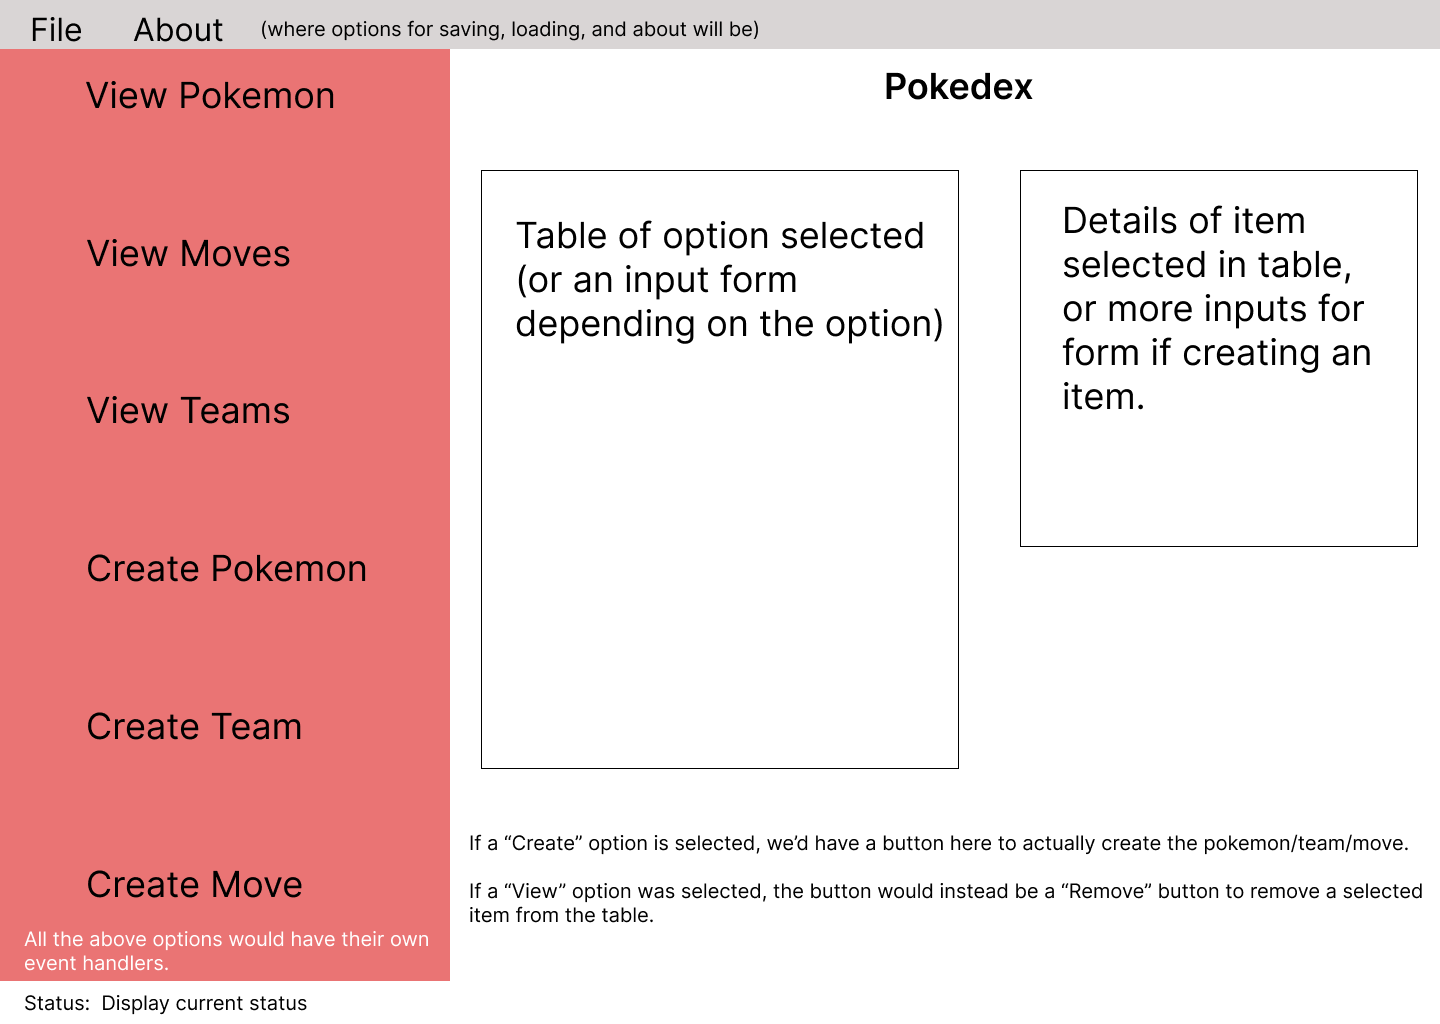 File About (where options for saving, loading, and about will be)
View Pokemon
View Moves
View Teams
Create Pokemon
Create Team
Create Move
All the above options would have their own
event handlers.
Status: Display current status
Pokedex
Table of option selected
(or an input form
depending on the option)
Details of item
selected in table,
or more inputs for
form if creating an
item.
If a “Create” option is selected, we’d have a button here to actually create the pokemon/team/move.
If a “View” option was selected, the button would instead be a “Remove” button to remove a selected
item from the table.